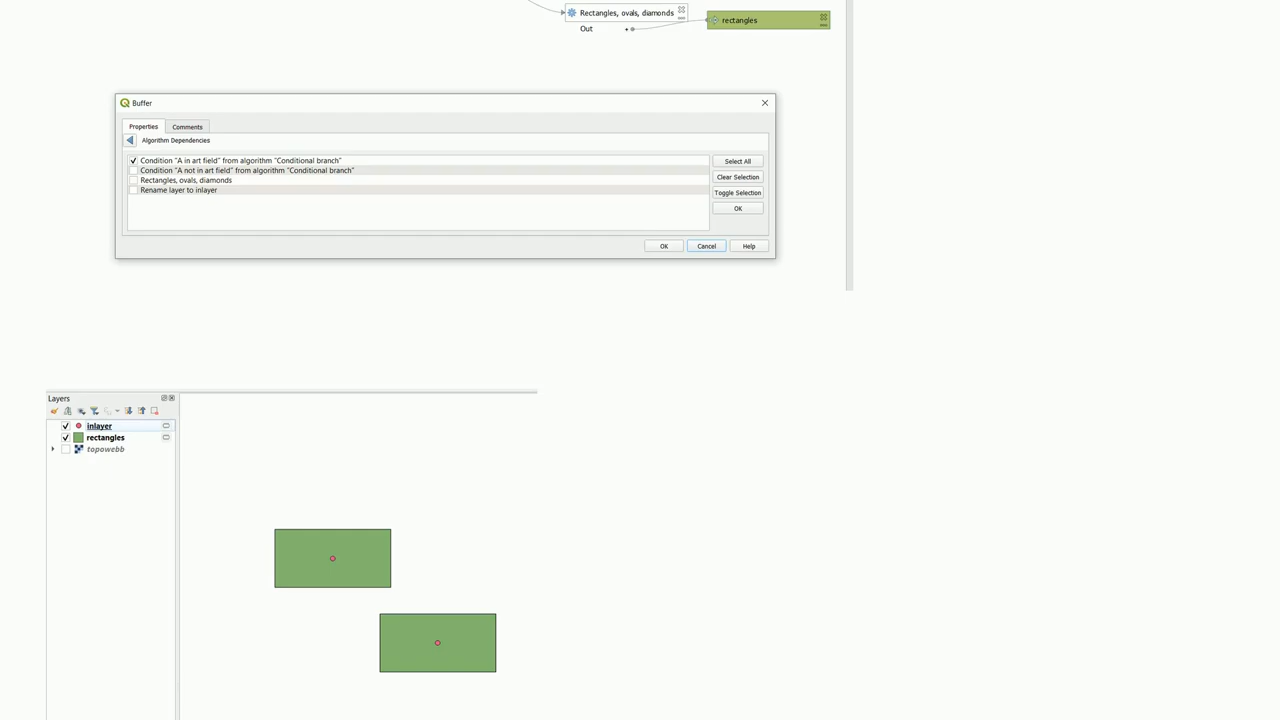 Rectangles, ovals, diamonds
rectangles
Out
Buffer
Properties
Comments
Algorithm Dependencies
Condition "A in art field" from algorithm "Conditional branch"
Condition "A not in art field" from algorithm "Conditional branch"
Rectangles, ovals, diamonds
Rename layer to inlayer
Select All
Clear Selection
Toggle Selection
OK
OK
Cancel
Help
Layers
inlayer
rectangles
topowebb